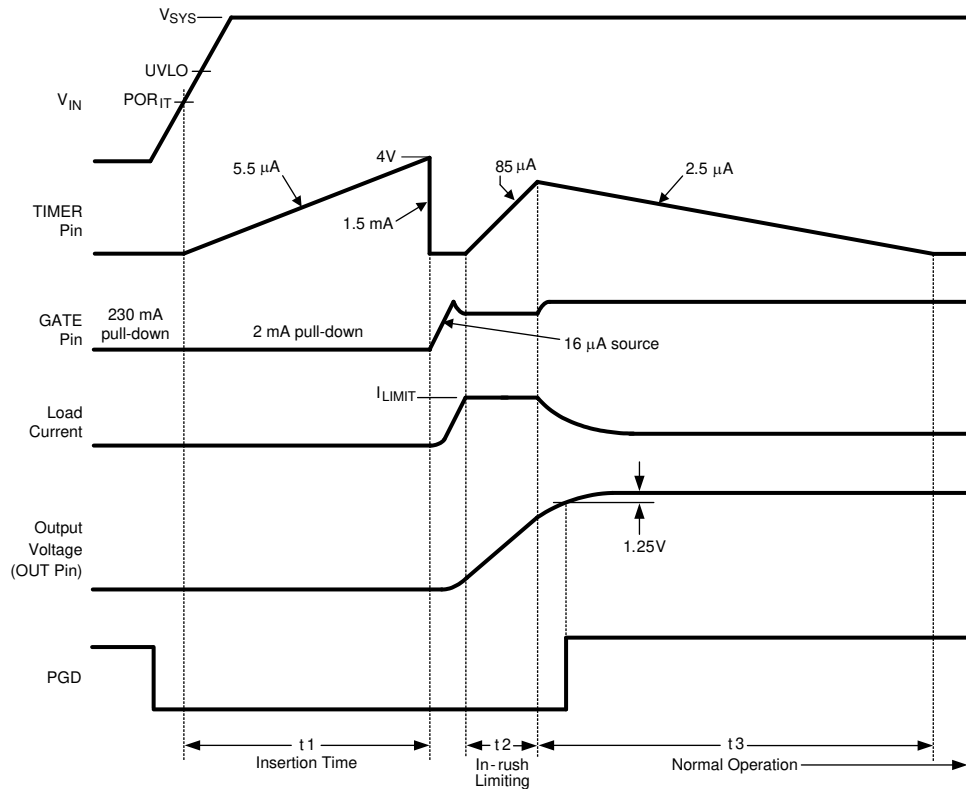 VSYS
UVLO
VIN
PORIT
4V
5.5 μA
85 μA
2.5 μA
TIMER
Pin
1.5 mA
GATE
Pin
230 mA
pull-down
2 mA pull-down
16 μA source
ILIMIT
Load
Current
Output
Voltage
(OUT Pin)
1.25V
PGD
t1
Insertion Time
t2
In-rush
Limiting
t3
Normal Operation